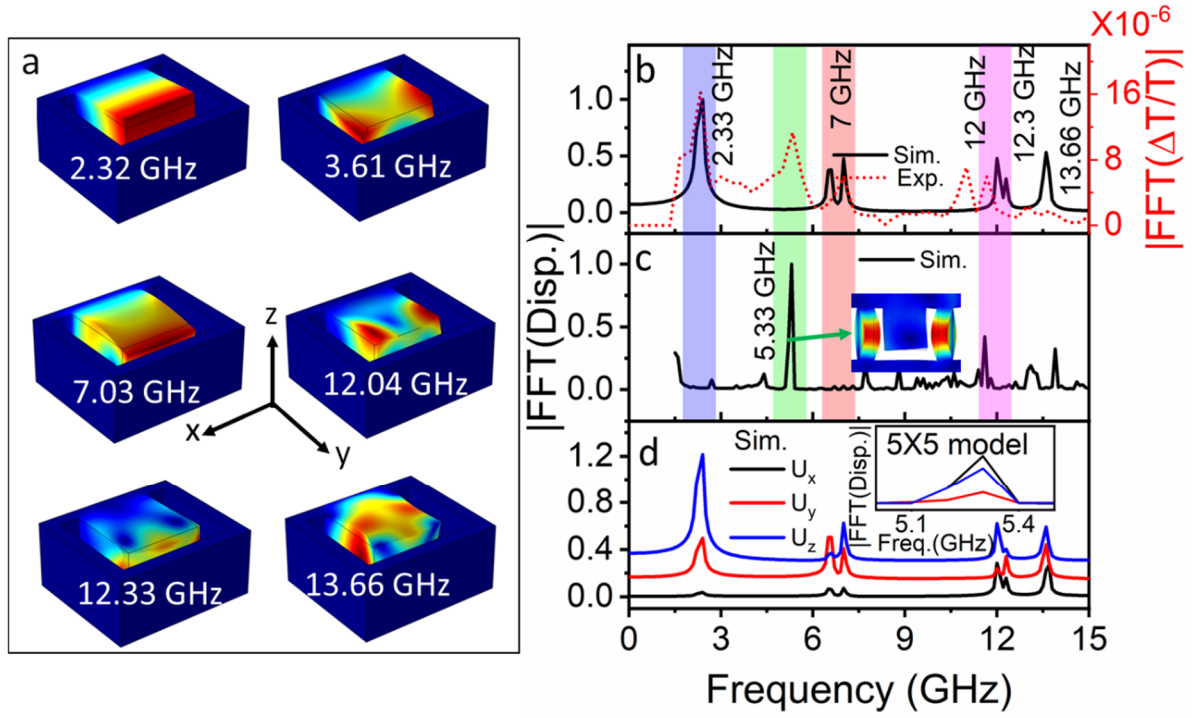 a
2.32 GHz
3.61 GHz
7.03 GHz
12.04 GHz
z
x
y
12.33 GHz
13.66 GHz
X10-6
b
2.33 GHz
7 GHz
12 GHz
12.3 GHz
13.66 GHz
Sim.
Exp.
1.0
0.5
0.0
16
8
0
|FFT(ΔT/T)|
|FFT(Disp.)|
c
5.33 GHz
Sim.
1.0
0.5
0.0
d
Sim.
Ux
Uy
Uz
5X5 model
|FFT(Disp.)|
5.1
5.4
Freq.(GHz)
1.2
0.8
0.4
0.0
0
3
6
9
12
15
Frequency (GHz)